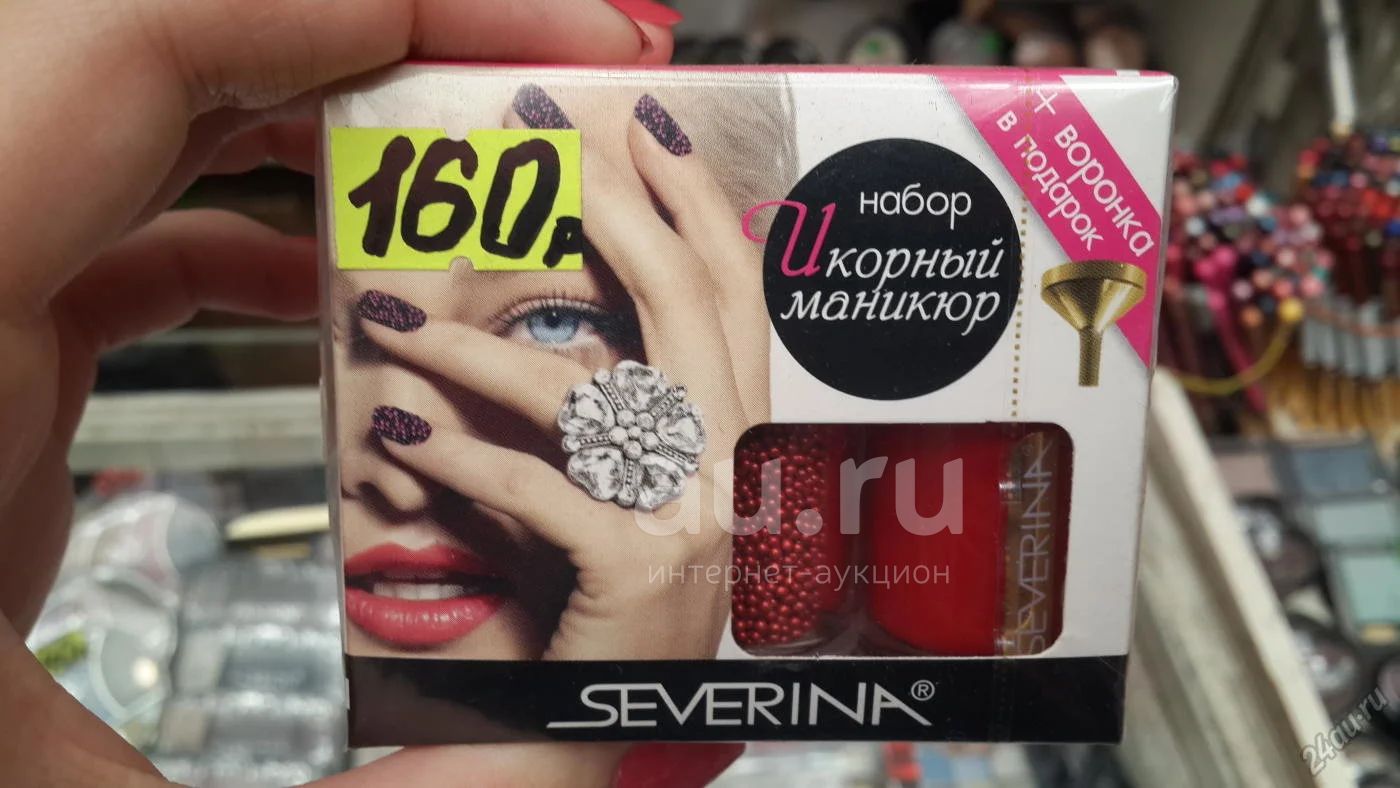 160р
набор
Икорный
маникюр
+ воронка
в подарок
SEVERINA®
SEVERINA®
au.ru
интернет-аукцион
24au.ru